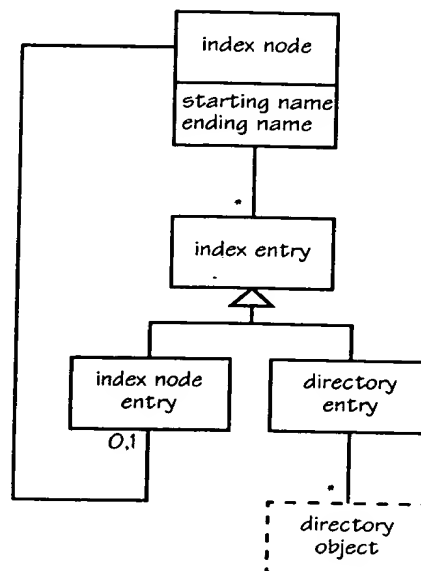 index node
starting name
ending name
*
index entry
index node
entry
directory
entry
0,1
*
directory
object